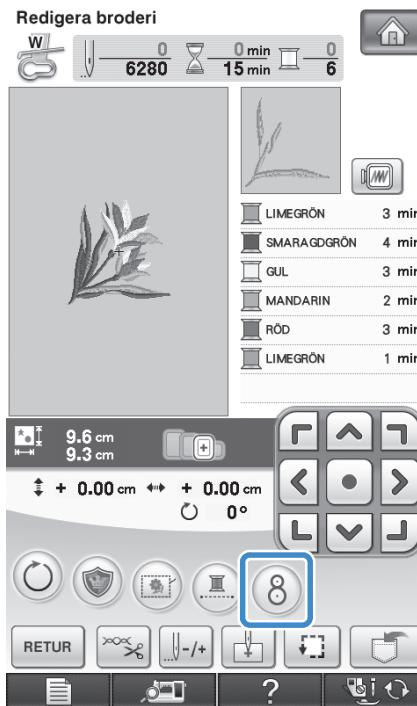 Redigera broderi
W
0
6280
0 min
15 min
0
6
LIMEGRÖN 3 min
SMARAGDGRÖN 4 min
GUL 3 min
MANDARIN 2 min
RÖD 3 min
LIMEGRÖN 1 min
9.6 cm
9.3 cm
+ 0.00 cm + 0.00 cm
0°
8
RETUR
-/+
?